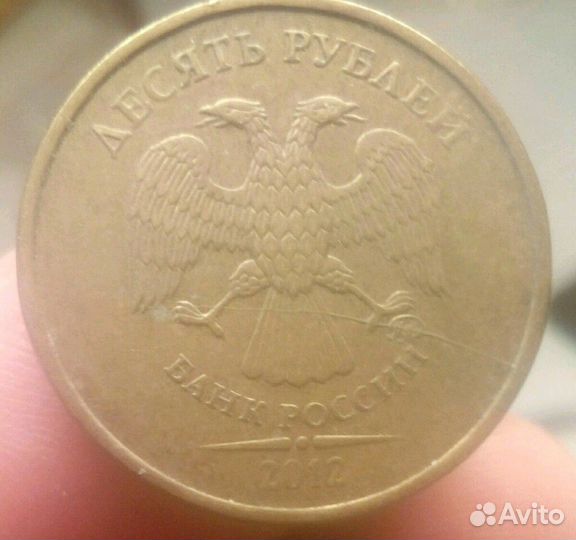 ДЕСЯТЬ РУБЛЕЙ
БАНК РОССИИ
2012
Avito